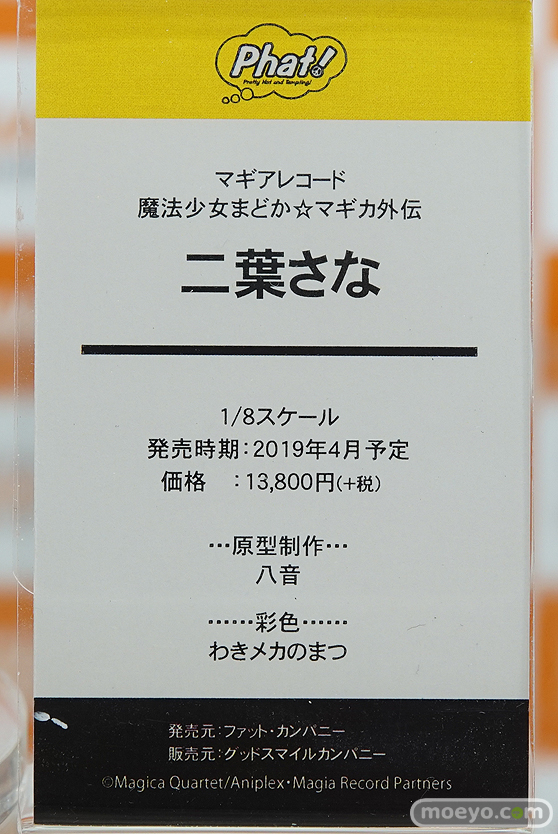 Phat!
Pretty Hot and Tempting!
マギアレコード
魔法少女まどか☆マギカ外伝
二葉さな
1/8スケール
発売時期:2019年4月予定
価格　:13,800円(+税)
…原型制作…
八音
……彩色……
わきメカのまつ
発売元:ファット・カンパニー
販売元:グッドスマイルカンパニー
©Magica Quartet/Aniplex・Magia Record Partners
moeyo.com